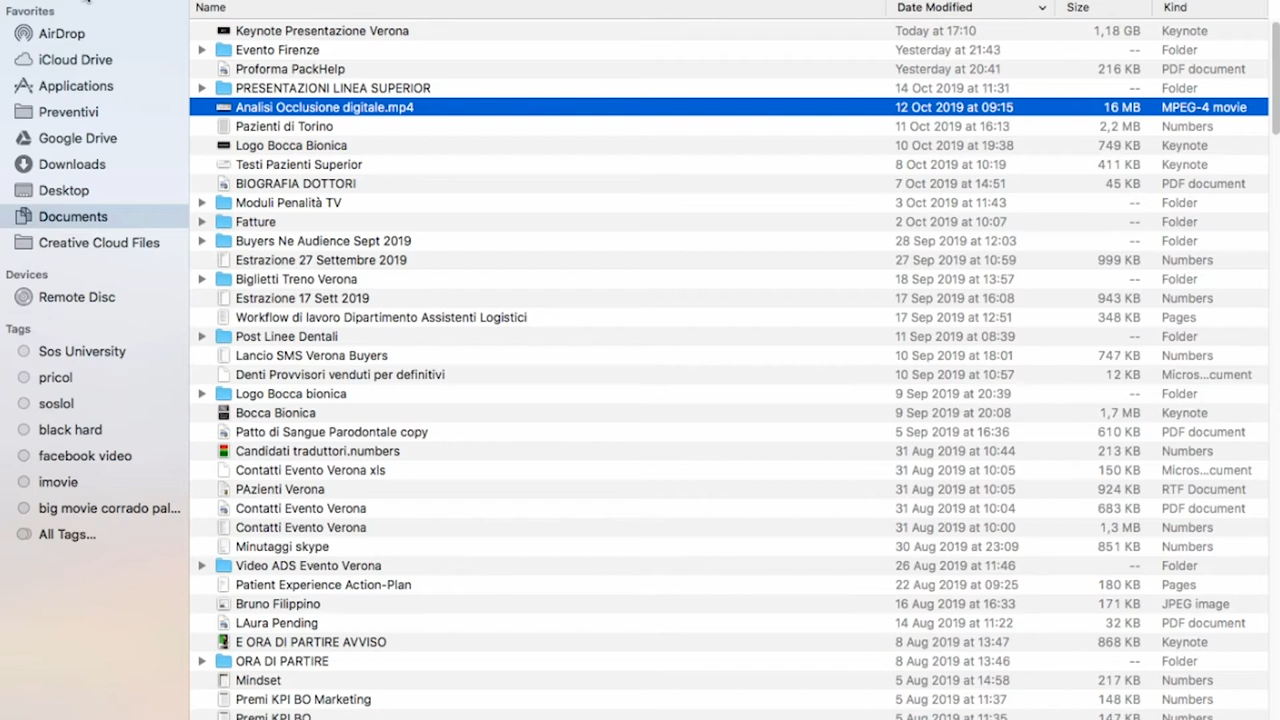 Favorites
AirDrop
iCloud Drive
Applications
Preventivi
Google Drive
Downloads
Desktop
Documents
Creative Cloud Files
Devices
Remote Disc
Tags
Sos University
pricol
soslol
black hard
facebook video
imovie
big movie corrado pal...
All Tags...
Name Date Modified Size Kind
Keynote Presentazione Verona Today at 17:10 1,18 GB Keynote
Evento Firenze Yesterday at 21:43 -- Folder
Proforma PackHelp Yesterday at 20:41 216 KB PDF document
PRESENTAZIONI LINEA SUPERIOR 14 Oct 2019 at 11:31 -- Folder
Analisi Occlusione digitale.mp4 12 Oct 2019 at 09:15 16 MB MPEG-4 movie
Pazienti di Torino 11 Oct 2019 at 16:13 2,2 MB Numbers
Logo Bocca Bionica 10 Oct 2019 at 19:38 749 KB Keynote
Testi Pazienti Superior 8 Oct 2019 at 10:19 411 KB Keynote
BIOGRAFIA DOTTORI 7 Oct 2019 at 14:51 45 KB PDF document
Moduli Penalità TV 3 Oct 2019 at 11:43 -- Folder
Fatture 2 Oct 2019 at 10:07 -- Folder
Buyers Ne Audience Sept 2019 28 Sep 2019 at 12:03 -- Folder
Estrazione 27 Settembre 2019 27 Sep 2019 at 10:59 999 KB Numbers
Biglietti Treno Verona 18 Sep 2019 at 13:57 -- Folder
Estrazione 17 Sett 2019 17 Sep 2019 at 16:08 943 KB Numbers
Workflow di lavoro Dipartimento Assistenti Logistici 17 Sep 2019 at 12:51 348 KB Pages
Post Linee Dentali 11 Sep 2019 at 08:39 -- Folder
Lancio SMS Verona Buyers 10 Sep 2019 at 18:01 747 KB Numbers
Denti Provvisori venduti per definitivi 10 Sep 2019 at 10:57 12 KB Micros...cument
Logo Bocca bionica 9 Sep 2019 at 20:39 -- Folder
Bocca Bionica 9 Sep 2019 at 20:08 1,7 MB Keynote
Patto di Sangue Parodontale copy 5 Sep 2019 at 16:36 610 KB PDF document
Candidati traduttori.numbers 31 Aug 2019 at 10:44 213 KB Numbers
Contatti Evento Verona xls 31 Aug 2019 at 10:05 150 KB Micros...cument
PAzienti Verona 31 Aug 2019 at 10:05 924 KB RTF Document
Contatti Evento Verona 31 Aug 2019 at 10:04 683 KB PDF document
Contatti Evento Verona 31 Aug 2019 at 10:00 1,3 MB Numbers
Minutaggi skype 30 Aug 2019 at 23:09 851 KB Numbers
Video ADS Evento Verona 26 Aug 2019 at 11:46 -- Folder
Patient Experience Action-Plan 22 Aug 2019 at 09:25 180 KB Pages
Bruno Filippino 16 Aug 2019 at 16:33 171 KB JPEG image
LAura Pending 14 Aug 2019 at 11:22 32 KB PDF document
E ORA DI PARTIRE AVVISO 8 Aug 2019 at 13:47 868 KB Keynote
ORA DI PARTIRE 8 Aug 2019 at 13:46 -- Folder
Mindset 5 Aug 2019 at 14:58 217 KB Numbers
Premi KPI BO Marketing 5 Aug 2019 at 11:37 148 KB Numbers
Premi KPI BO 5 Aug 2019 at 11:35 147 KB Numbers